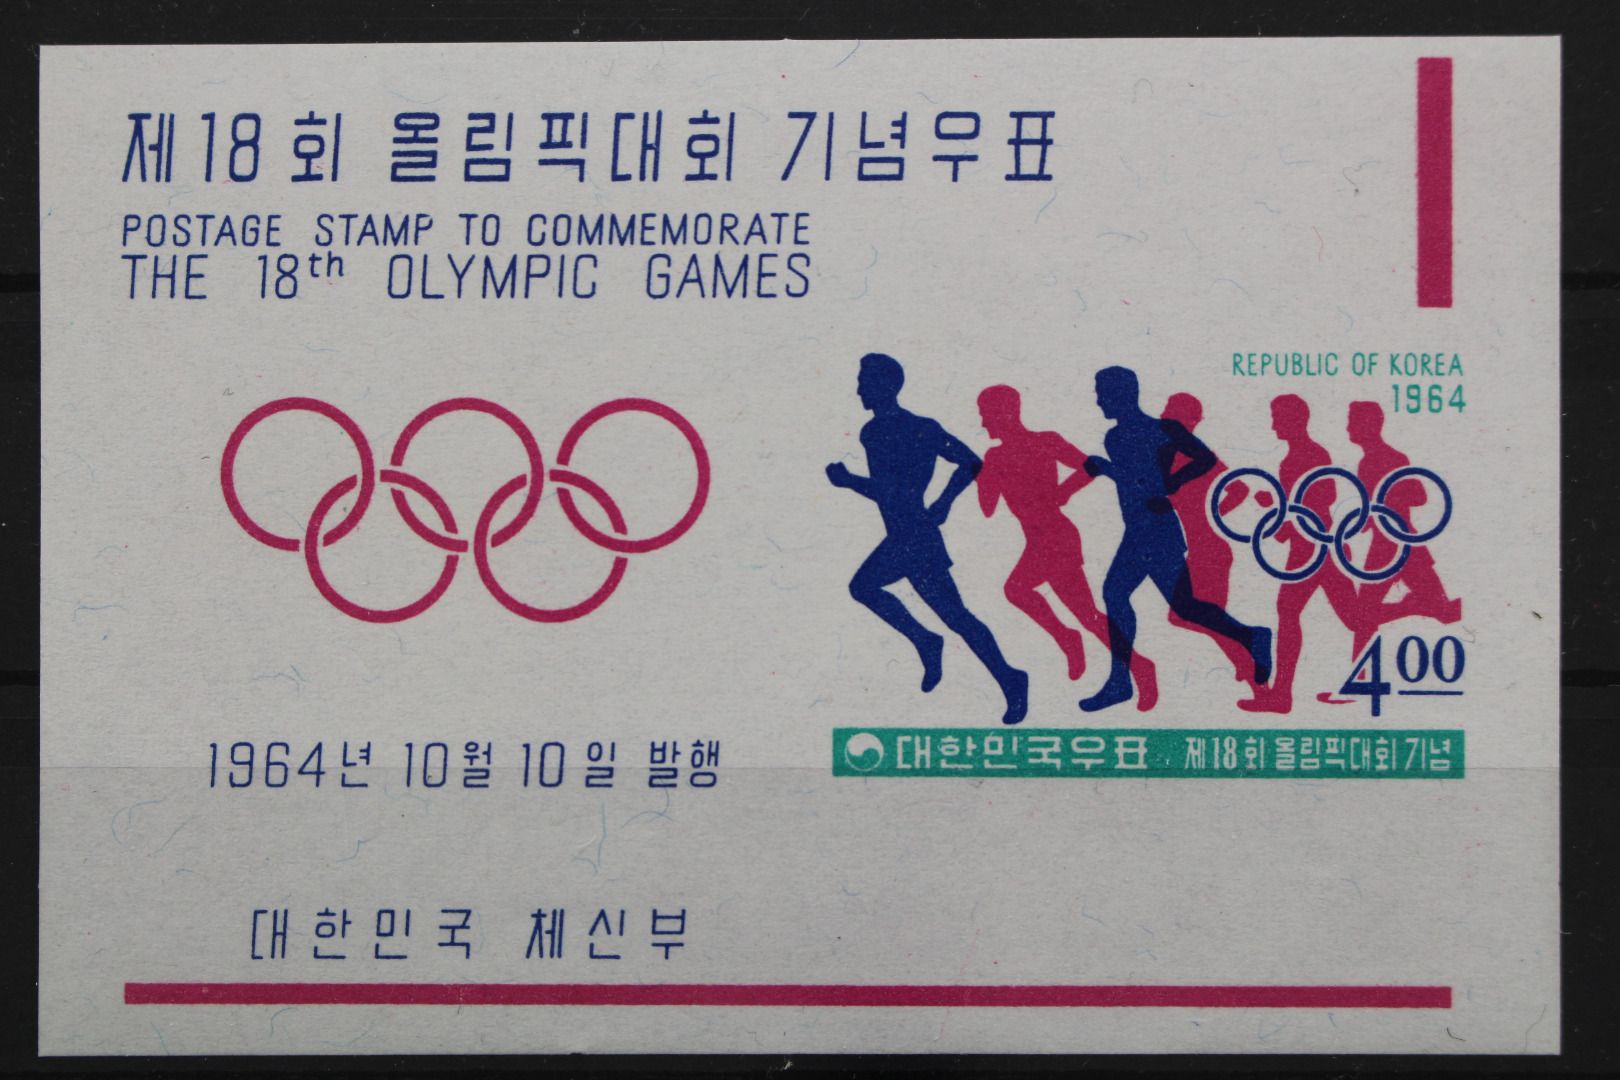 제18회 올림픽대회 기념우표
POSTAGE STAMP TO COMMEMORATE
THE 18th OLYMPIC GAMES
REPUBLIC OF KOREA
1964
400
대한민국우표 제18회 올림픽대회기념
1964년 10월 10일 발행
대한민국 체신부